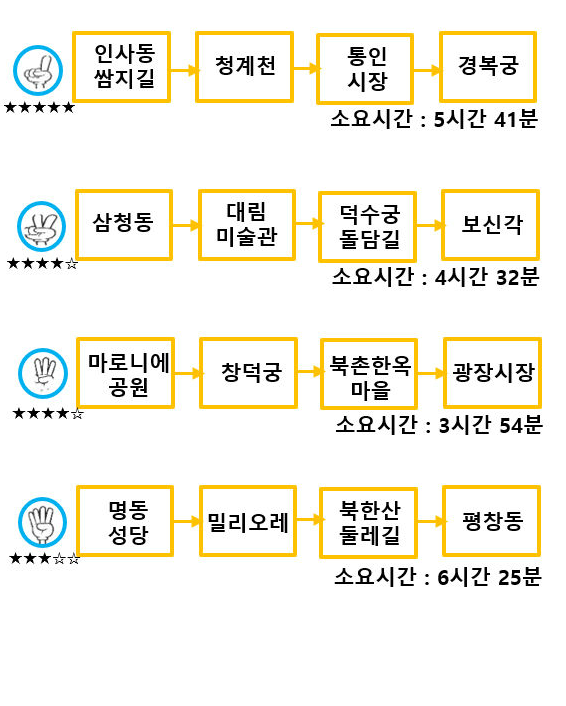 인사동
쌈지길
청계천
통인
시장
경복궁
★★★★★
소요시간 : 5시간 41분
삼청동
대림
미술관
덕수궁
돌담길
보신각
★★★★☆
소요시간 : 4시간 32분
마로니에
공원
창덕궁
북촌한옥
마을
광장시장
★★★★☆
소요시간 : 3시간 54분
명동
성당
밀리오레
북한산
둘레길
평창동
★★★☆☆
소요시간 : 6시간 25분